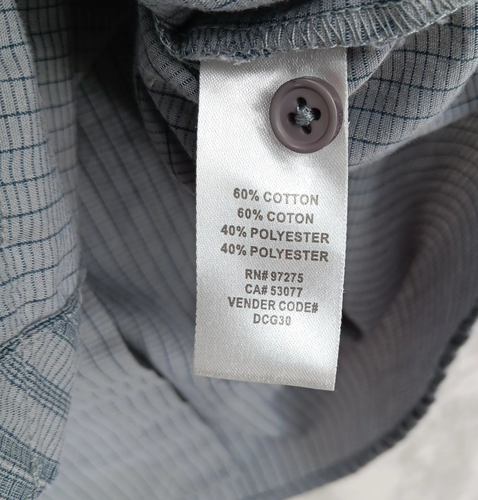 60% COTTON
60% COTON
40% POLYESTER
40% POLYESTER
RN# 97275
CA# 53077
VENDER CODE#
DCG30